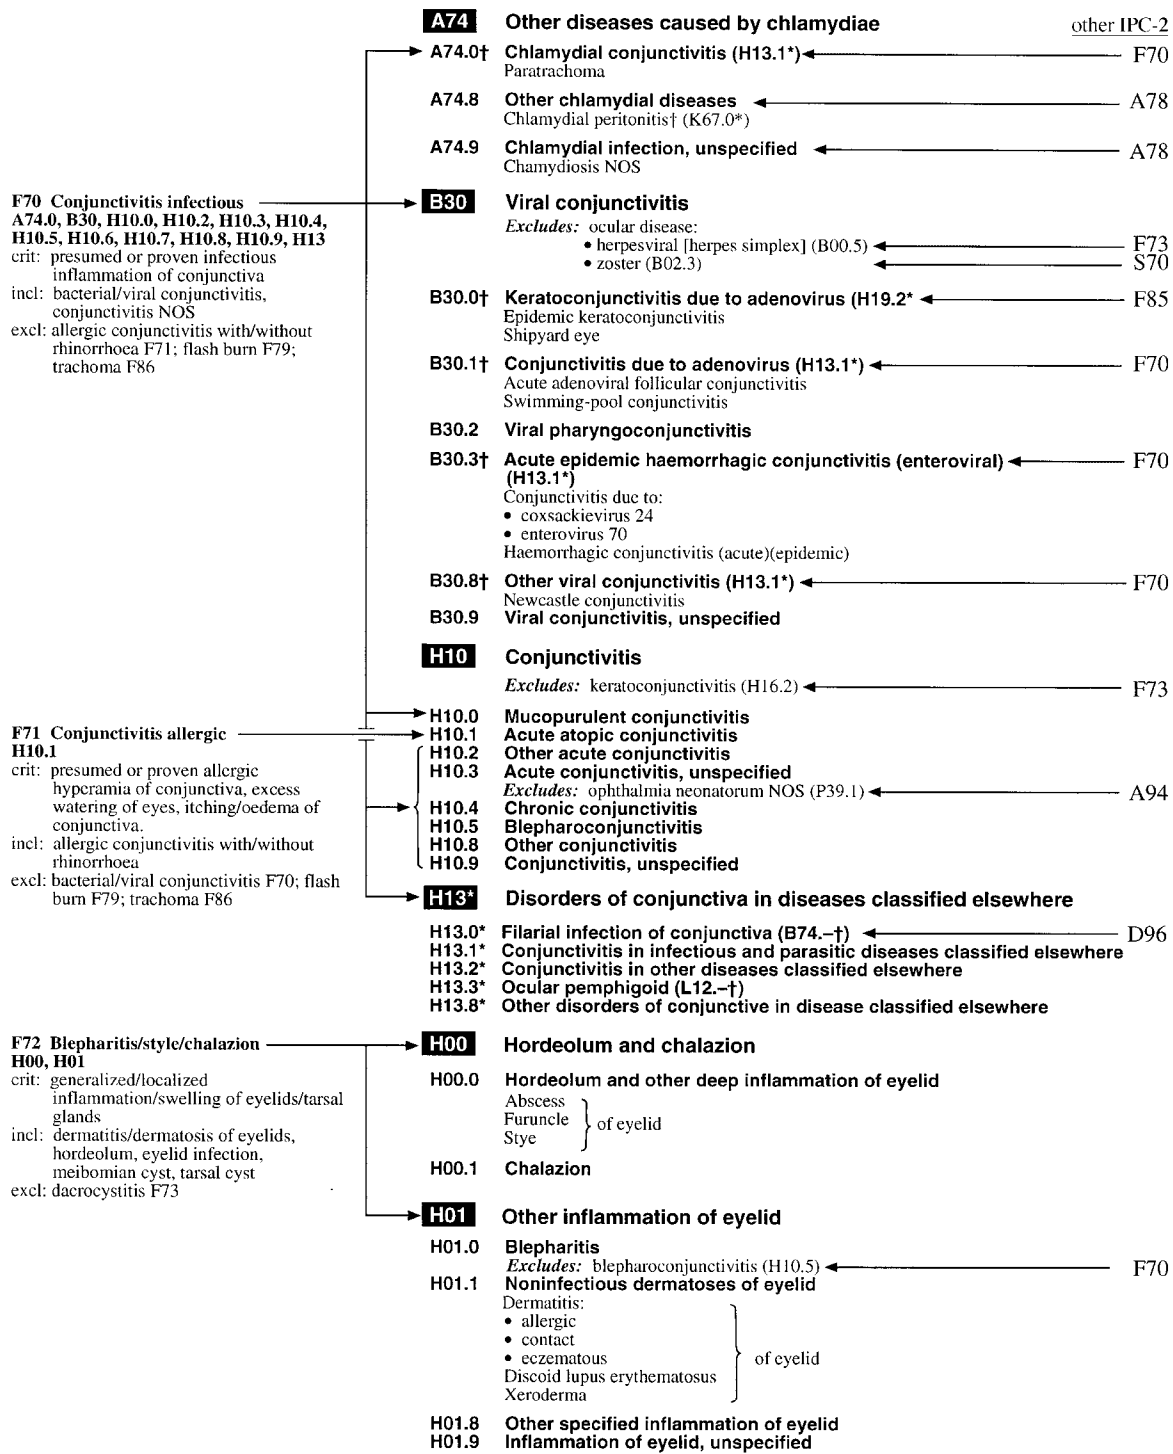 A74 Other diseases caused by chlamydiae other IPC-2
A74.0† Chlamydial conjunctivitis (H13.1*) F70
Paratrachoma
A74.8 Other chlamydial diseases A78
Chlamydial peritonitis† (K67.0*)
A74.9 Chlamydial infection, unspecified A78
Chamydiosis NOS
F70 Conjunctivitis infectious
A74.0, B30, H10.0, H10.2, H10.3, H10.4,
H10.5, H10.6, H10.7, H10.8, H10.9, H13
crit: presumed or proven infectious
inflammation of conjunctiva
incl: bacterial/viral conjunctivitis,
conjunctivitis NOS
excl: allergic conjunctivitis with/without
rhinorrhoea F71; flash burn F79;
trachoma F86
B30 Viral conjunctivitis
Excludes: ocular disease:
• herpesviral [herpes simplex] (B00.5) F73
• zoster (B02.3) S70
B30.0† Keratoconjunctivitis due to adenovirus (H19.2* F85
Epidemic keratoconjunctivitis
Shipyard eye
B30.1† Conjunctivitis due to adenovirus (H13.1*) F70
Acute adenoviral follicular conjunctivitis
Swimming-pool conjunctivitis
B30.2 Viral pharyngoconjunctivitis
B30.3† Acute epidemic haemorrhagic conjunctivitis (enteroviral) F70
(H13.1*)
Conjunctivitis due to:
• coxsackievirus 24
• enterovirus 70
Haemorrhagic conjunctivitis (acute)(epidemic)
B30.8† Other viral conjunctivitis (H13.1*) F70
Newcastle conjunctivitis
B30.9 Viral conjunctivitis, unspecified
H10 Conjunctivitis
Excludes: keratoconjunctivitis (H16.2) F73
H10.0 Mucopurulent conjunctivitis
F71 Conjunctivitis allergic
H10.1
crit: presumed or proven allergic
hyperamia of conjunctiva, excess
watering of eyes, itching/oedema of
conjunctiva.
incl: allergic conjunctivitis with/without
rhinorrhoea
excl: bacterial/viral conjunctivitis F70; flash
burn F79; trachoma F86
H10.1 Acute atopic conjunctivitis
H10.2 Other acute conjunctivitis
H10.3 Acute conjunctivitis, unspecified
Excludes: ophthalmia neonatorum NOS (P39.1) A94
H10.4 Chronic conjunctivitis
H10.5 Blepharoconjunctivitis
H10.8 Other conjunctivitis
H10.9 Conjunctivitis, unspecified
H13* Disorders of conjunctiva in diseases classified elsewhere
H13.0* Filarial infection of conjunctiva (B74.–†) D96
H13.1* Conjunctivitis in infectious and parasitic diseases classified elsewhere
H13.2* Conjunctivitis in other diseases classified elsewhere
H13.3* Ocular pemphigoid (L12.–†)
H13.8* Other disorders of conjunctive in disease classified elsewhere
F72 Blepharitis/style/chalazion
H00, H01
crit: generalized/localized
inflammation/swelling of eyelids/tarsal
glands
incl: dermatitis/dermatosis of eyelids,
hordeolum, eyelid infection,
meibomian cyst, tarsal cyst
excl: dacrocystitis F73
H00 Hordeolum and chalazion
H00.0 Hordeolum and other deep inflammation of eyelid
Abscess
Furuncle of eyelid
Stye
H00.1 Chalazion
H01 Other inflammation of eyelid
H01.0 Blepharitis
Excludes: blepharoconjunctivitis (H10.5) F70
H01.1 Noninfectious dermatoses of eyelid
Dermatitis:
• allergic
• contact
• eczematous of eyelid
Discoid lupus erythematosus
Xeroderma
H01.8 Other specified inflammation of eyelid
H01.9 Inflammation of eyelid, unspecified